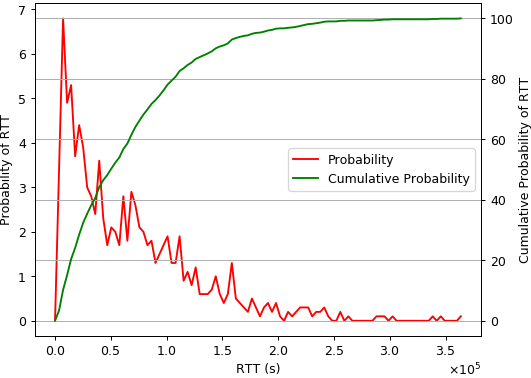 7
6
5
4
3
2
1
0
Probability of RTT
100
80
60
40
20
0
Cumulative Probability of RTT
Probability
Cumulative Probability
0.0 0.5 1.0 1.5 2.0 2.5 3.0 3.5
RTT (s)
×10⁵